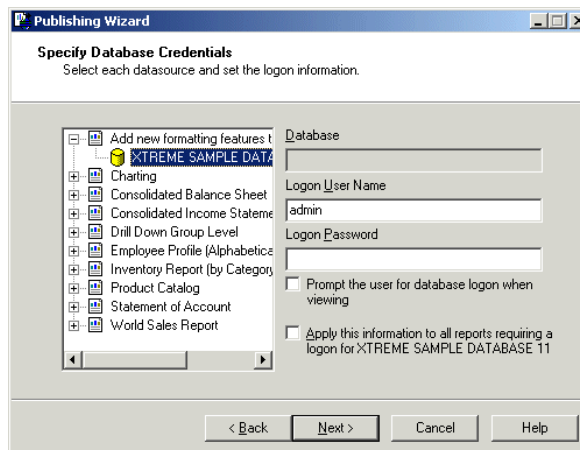 Publishing Wizard
Specify Database Credentials
Select each datasource and set the logon information.
Add new formatting features t
XTREME SAMPLE DATA
Charting
Consolidated Balance Sheet
Consolidated Income Stateme
Drill Down Group Level
Employee Profile (Alphabetica
Inventory Report (by Category
Product Catalog
Statement of Account
World Sales Report
Database
Logon User Name
admin
Logon Password
Prompt the user for database logon when
viewing
Apply this information to all reports requiring a
logon for XTREME SAMPLE DATABASE 11
< Back
Next >
Cancel
Help